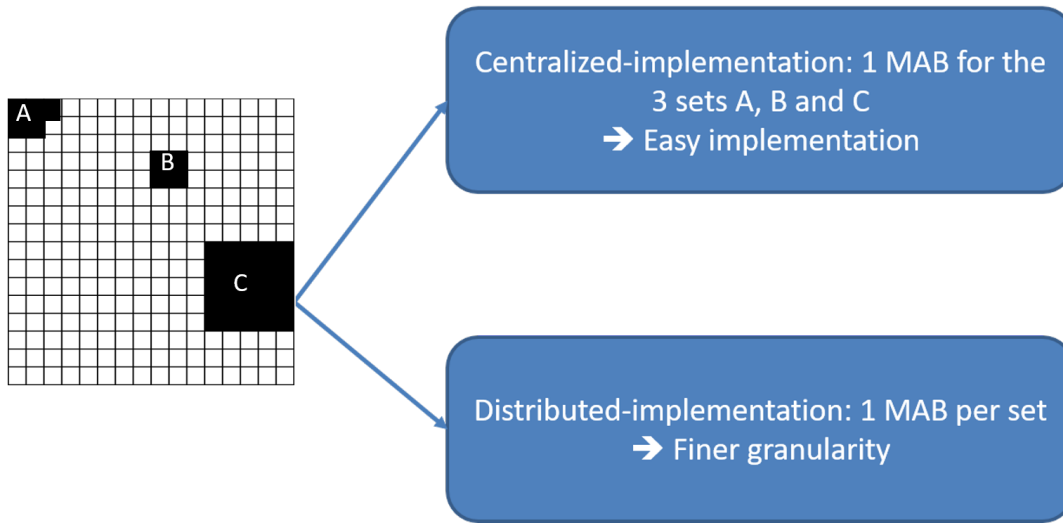 A
B
C
Centralized-implementation: 1 MAB for the
3 sets A, B and C
➔ Easy implementation
Distributed-implementation: 1 MAB per set
➔ Finer granularity